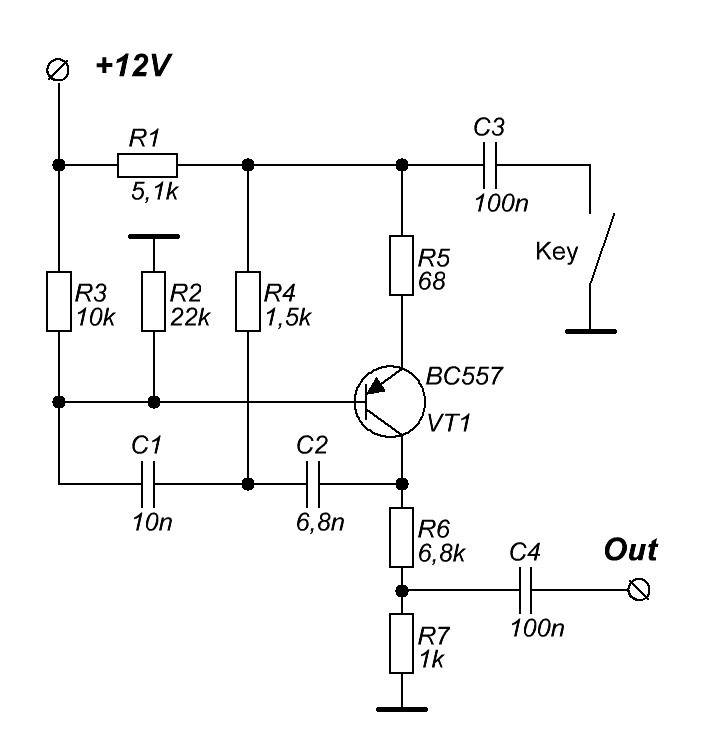 +12V
R1
5,1k
C3
100n
Key
R5
68
R3
10k
R2
22k
R4
1,5k
BC557
VT1
C1
10n
C2
6,8n
R6
6,8k
C4
100n
Out
R7
1k